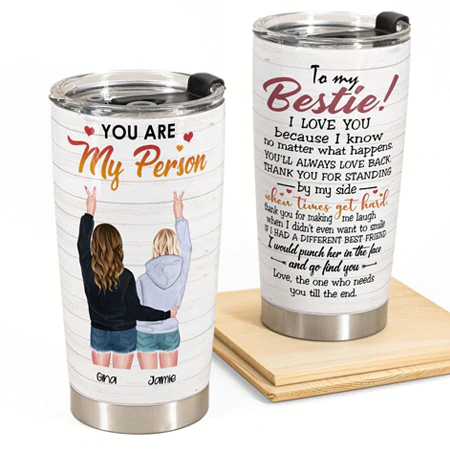 YOU ARE
My Person
Gina Jamie
To my
Bestie!
I LOVE YOU
because I know
no matter what happens.
YOU'LL ALWAYS LOVE BACK.
THANK YOU FOR STANDING
by my side
when times get hard.
thank you for making me laugh
when I didn't even want to smile
IF I HAD A DIFFERENT BEST FRIEND
I would punch her in the face
and go find you
Love, the one who needs
you till the end.